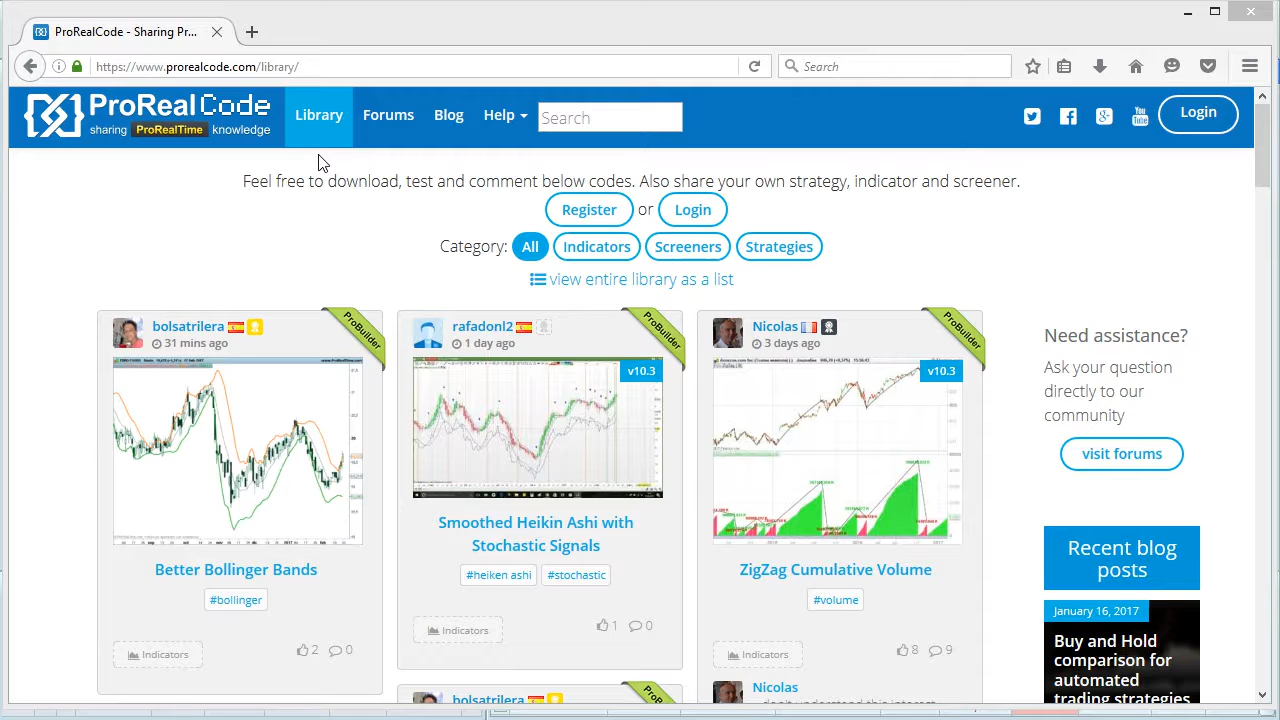 ProRealCode - Sharing Pr...
https://www.prorealcode.com/library/
Search
ProRealCode
sharing ProRealTime knowledge
Library
Forums
Blog
Help
Search
You Tube
Login
Feel free to download, test and comment below codes. Also share your own strategy, indicator and screener.
Register or Login
Category: All Indicators Screeners Strategies
view entire library as a list
bolsatrilera
31 mins ago
ProBuilder
Better Bollinger Bands
#bollinger
Indicators
2
0
rafadonl2
1 day ago
ProBuilder
v10.3
Smoothed Heikin Ashi with
Stochastic Signals
#heiken ashi #stochastic
Indicators
1
0
bolsatrilera
Nicolas
3 days ago
ProBuilder
v10.3
ZigZag Cumulative Volume
#volume
Indicators
8
9
Nicolas
Need assistance?
Ask your question
directly to our
community
visit forums
Recent blog
posts
January 16, 2017
Buy and Hold
comparison for
automated
trading strategies